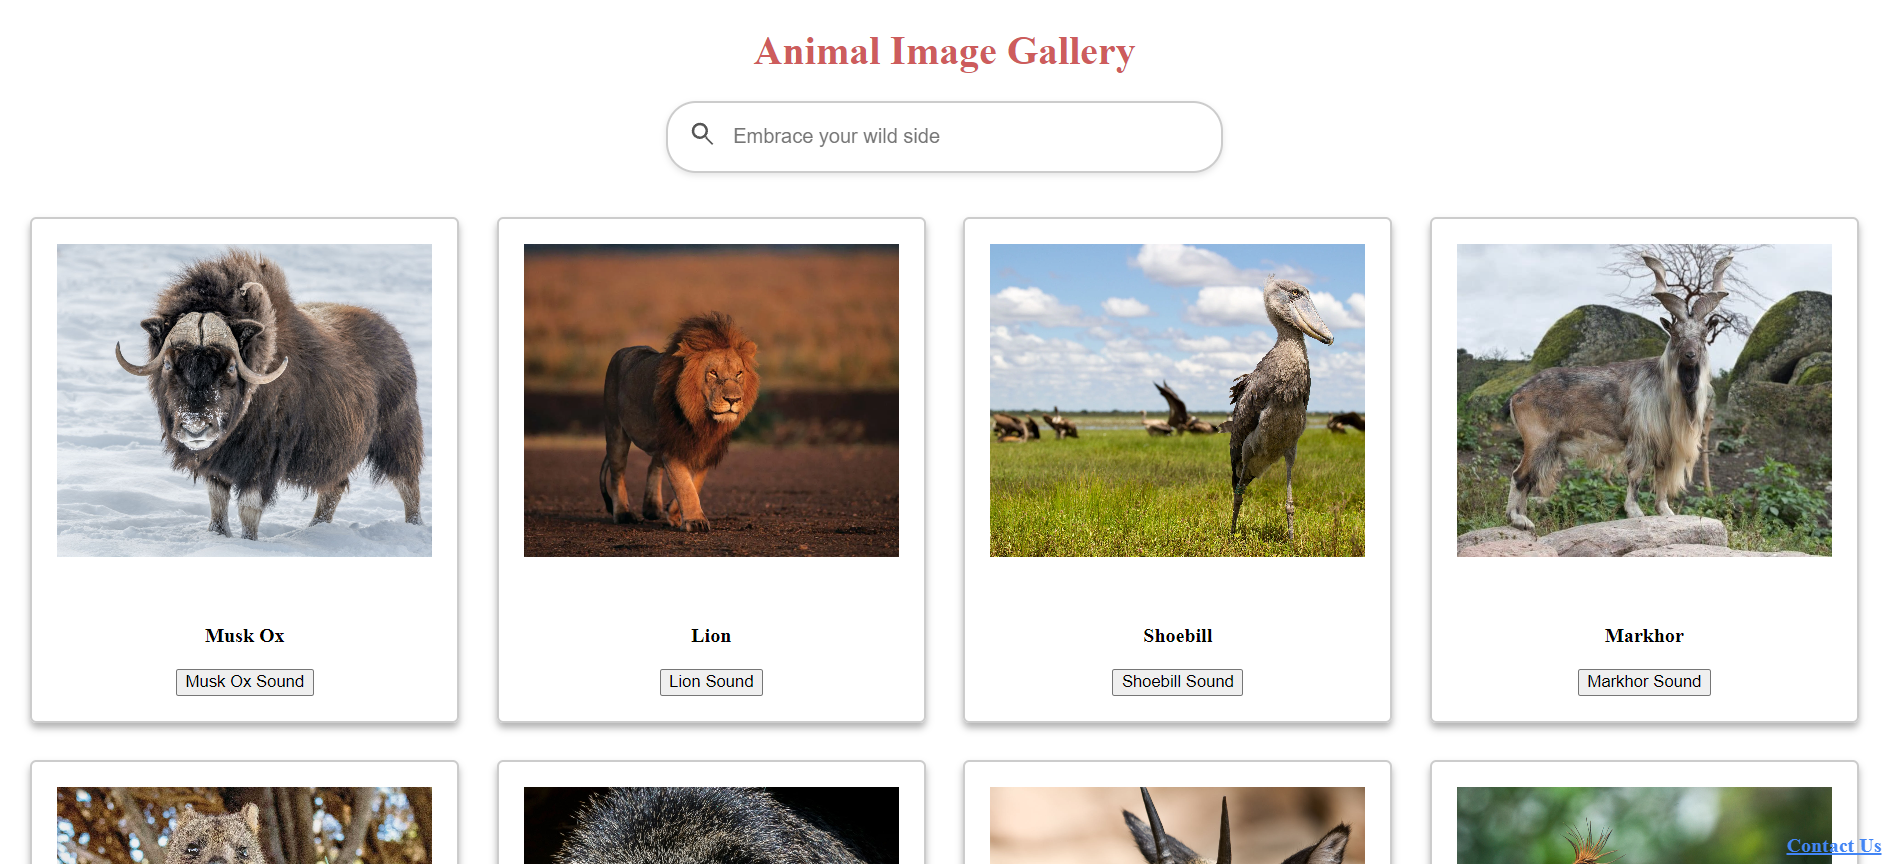 Animal Image Gallery
Embrace your wild side
Musk Ox
Lion
Shoebill
Markhor
Musk Ox Sound
Lion Sound
Shoebill Sound
Markhor Sound
Contact Us